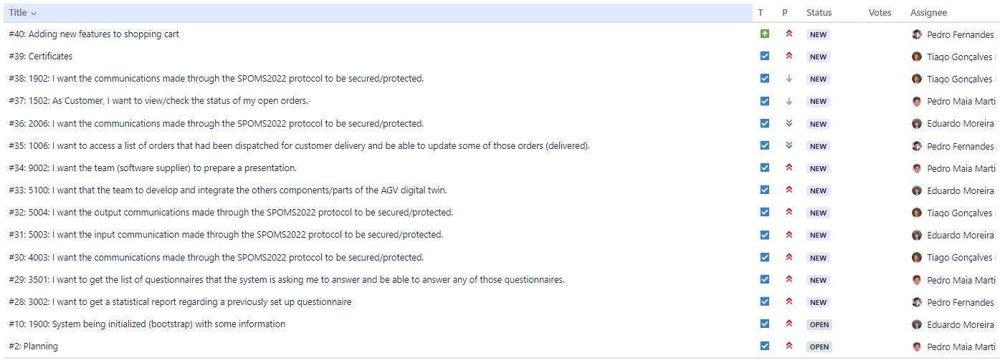 Title T P Status Votes Assignee
#40: Adding new features to shopping cart NEW Pedro Fernandes
#39: Certificates NEW Tiago Gonçalves
#38: 1902: I want the communications made through the SPOMS2022 protocol to be secured/protected. NEW Tiago Gonçalves
#37: 1502: As Customer, I want to view/check the status of my open orders. NEW Pedro Maia Marti
#36: 2006: I want the communications made through the SPOMS2022 protocol to be secured/protected. NEW Eduardo Moreira
#35: 1006: I want to access a list of orders that had been dispatched for customer delivery and be able to update some of those orders (delivered). NEW Pedro Fernandes
#34: 9002: I want the team (software supplier) to prepare a presentation. NEW Pedro Maia Marti
#33: 5100: I want that the team to develop and integrate the others components/parts of the AGV digital twin. NEW Eduardo Moreira
#32: 5004: I want the output communications made through the SPOMS2022 protocol to be secured/protected. NEW Tiago Gonçalves
#31: 5003: I want the input communication made through the SPOMS2022 protocol to be secured/protected. NEW Eduardo Moreira
#30: 4003: I want the communications made through the SPOMS2022 protocol to be secured/protected. NEW Tiago Gonçalves
#29: 3501: I want to get the list of questionnaires that the system is asking me to answer and be able to answer any of those questionnaires. NEW Pedro Maia Marti
#28: 3002: I want to get a statistical report regarding a previously set up questionnaire NEW Pedro Fernandes
#10: 1900: System being initialized (bootstrap) with some information OPEN Eduardo Moreira
#2: Planning OPEN Pedro Maia Marti